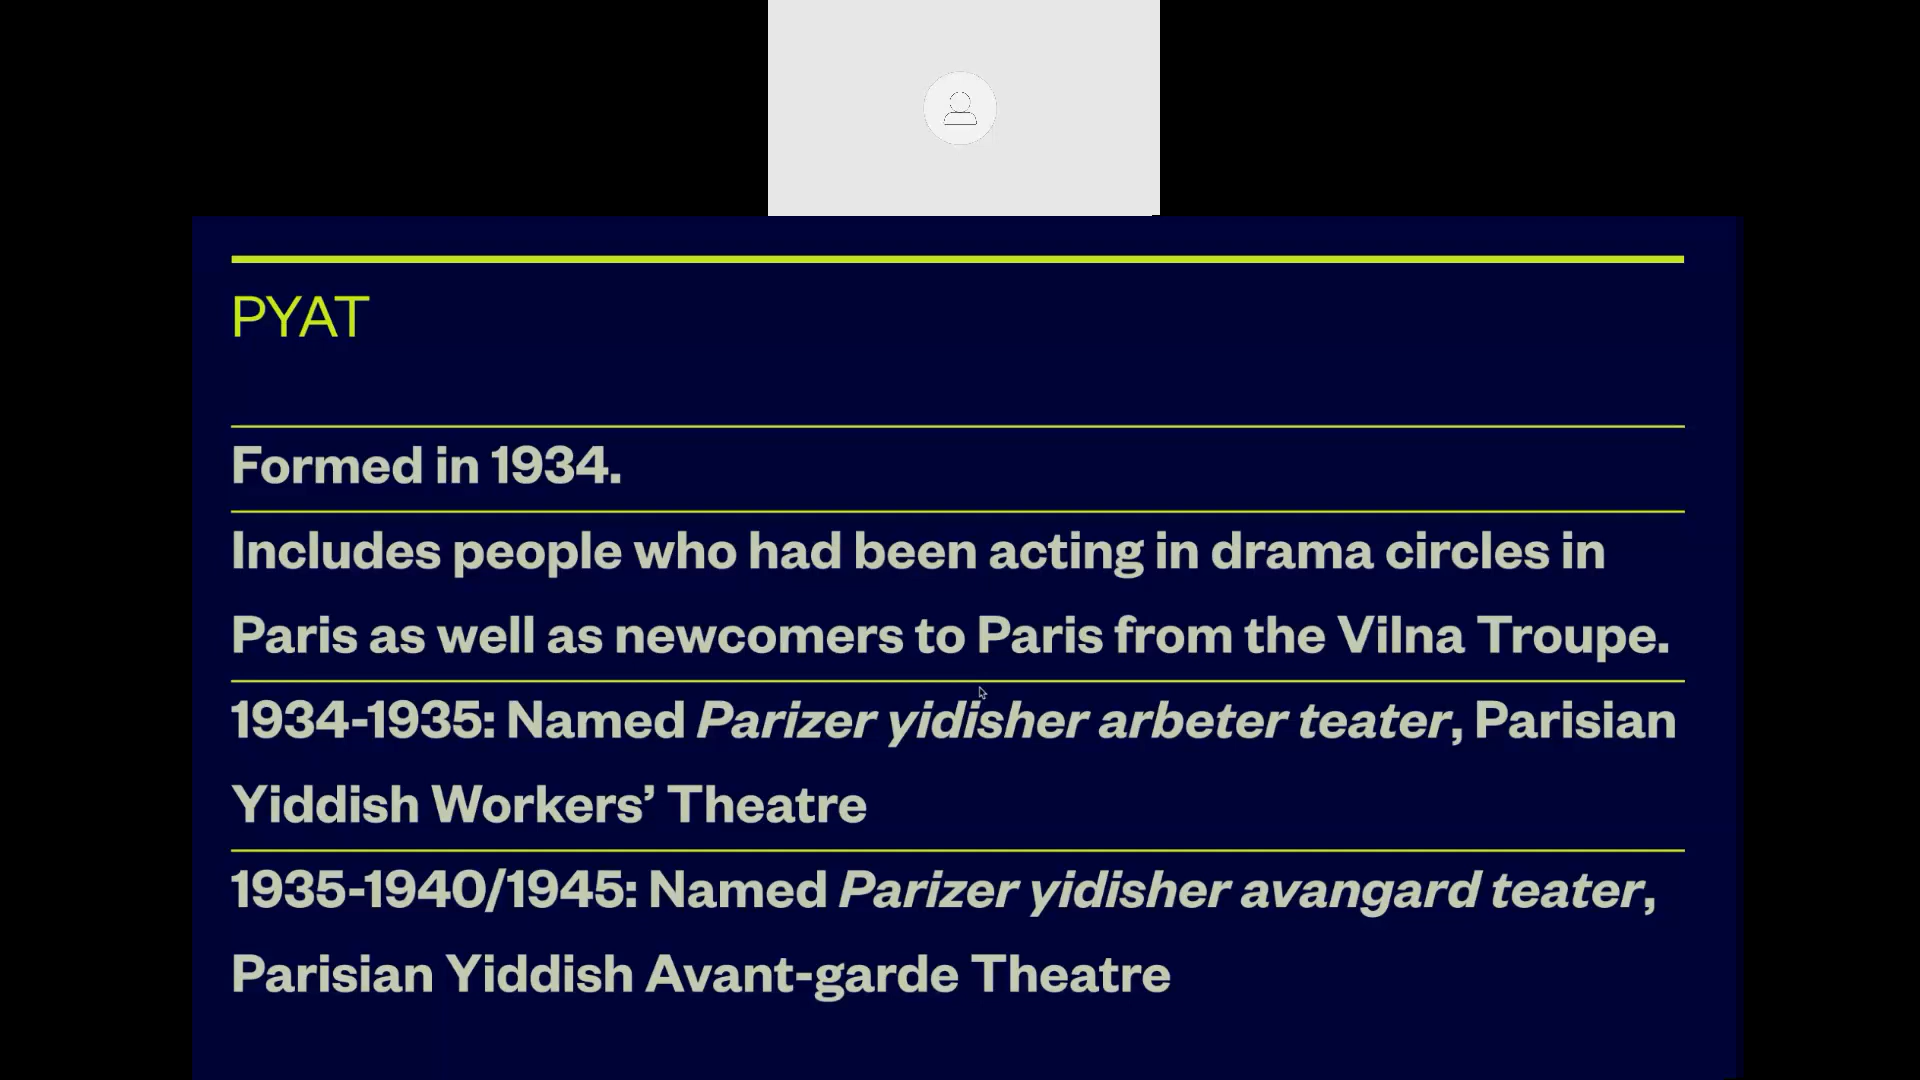 PYAT
Formed in 1934.
Includes people who had been acting in drama circles in
Paris as well as newcomers to Paris from the Vilna Troupe.
1934-1935: Named Parizer yidisher arbeter teater, Parisian
Yiddish Workers’ Theatre
1935-1940/1945: Named Parizer yidisher avangard teater,
Parisian Yiddish Avant-garde Theatre